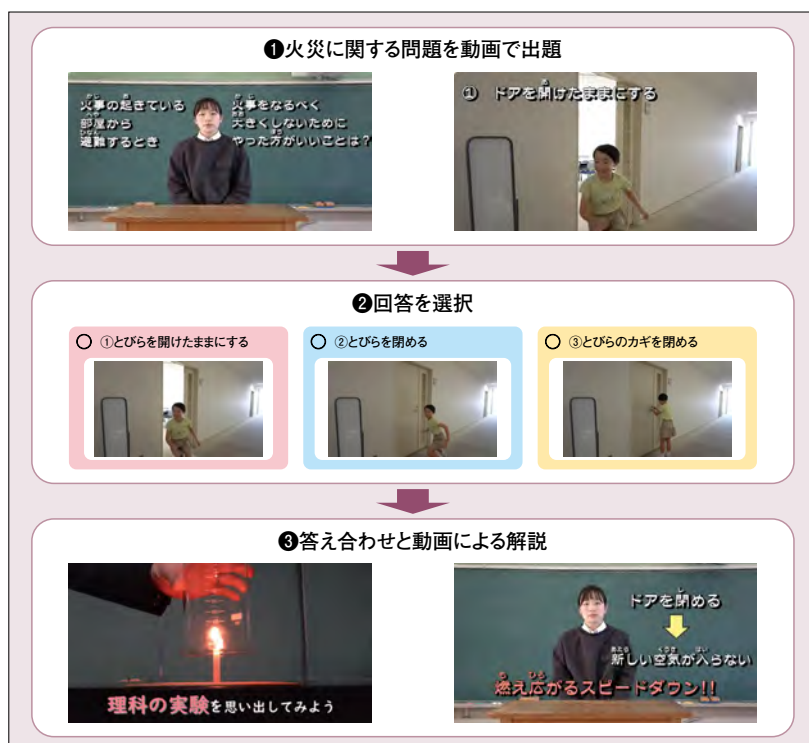 ❶火災に関する問題を動画で出題
火事の起きている
部屋から
避難するとき
火事をなるべく
大きくしないために
やった方がいいことは?
① ドアを開けたままにする
❷回答を選択
①とびらを開けたままにする
②とびらを閉める
③とびらのカギを閉める
❸答え合わせと動画による解説
理科の実験を思い出してみよう
ドアを閉める
新しい空気が入らない
燃え広がるスピードダウン!!